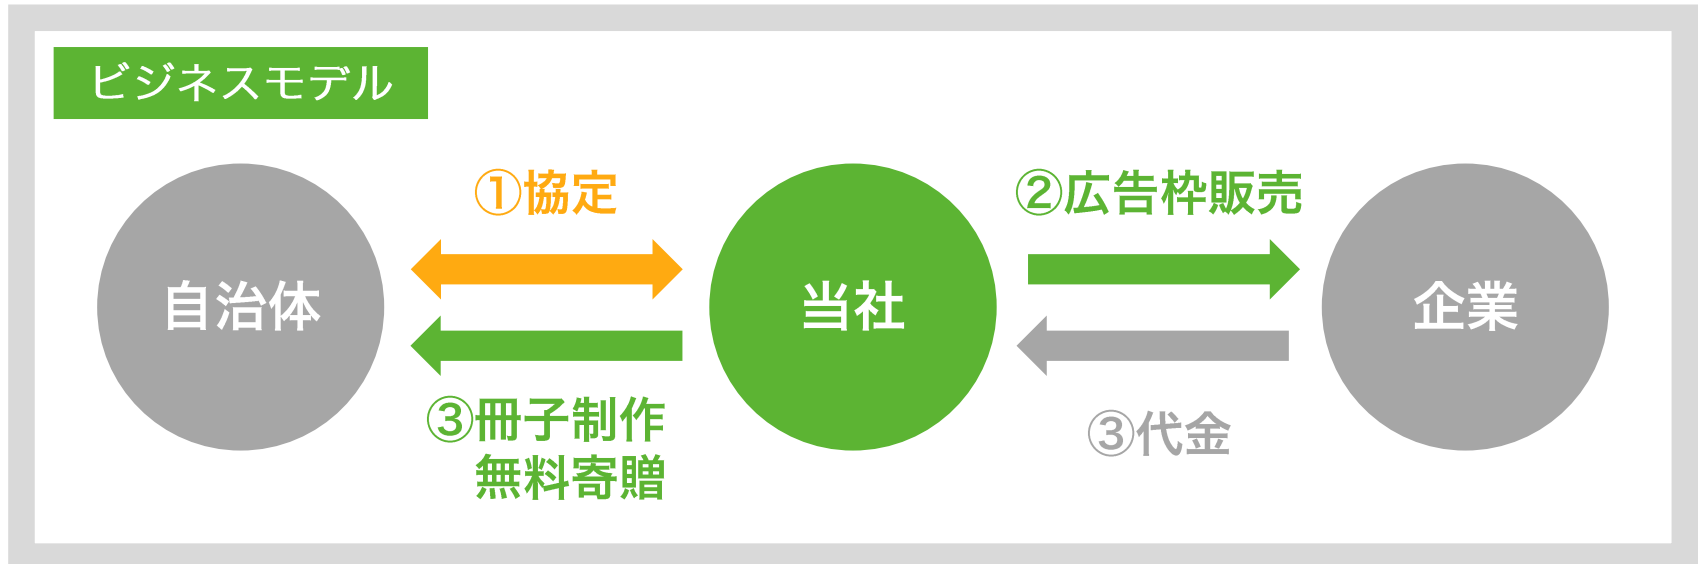 ビジネスモデル
①協定
②広告枠販売
自治体
当社
企業
③冊子制作
無料寄贈
③代金